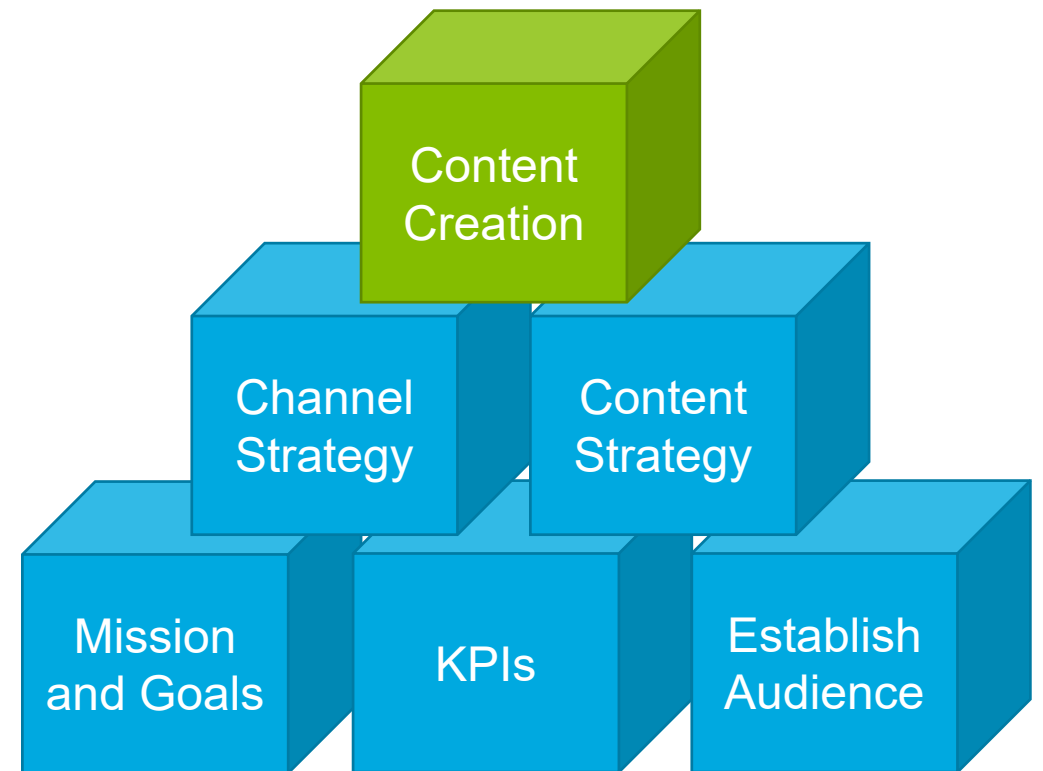 Content
Creation
Channel
Strategy
Content
Strategy
Mission
and Goals
KPIs
Establish
Audience